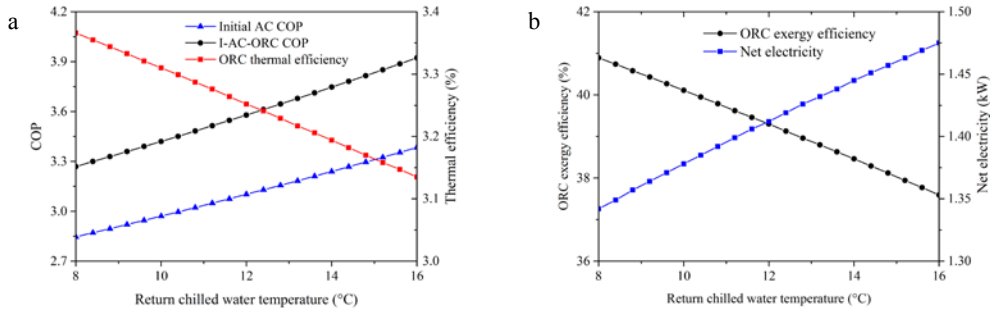 a
Initial AC COP
I-AC-ORC COP
ORC thermal efficiency
COP
4.2
3.9
3.6
3.3
3.0
2.7
Thermal efficiency (%)
3.4
3.3
3.2
3.1
3.0
8 10 12 14 16
Return chilled water temperature (°C)
b
ORC exergy efficiency
Net electricity
ORC exergy efficiency (%)
42
40
38
36
Net electricity (kW)
1.50
1.45
1.40
1.35
1.30
8 10 12 14 16
Return chilled water temperature (°C)